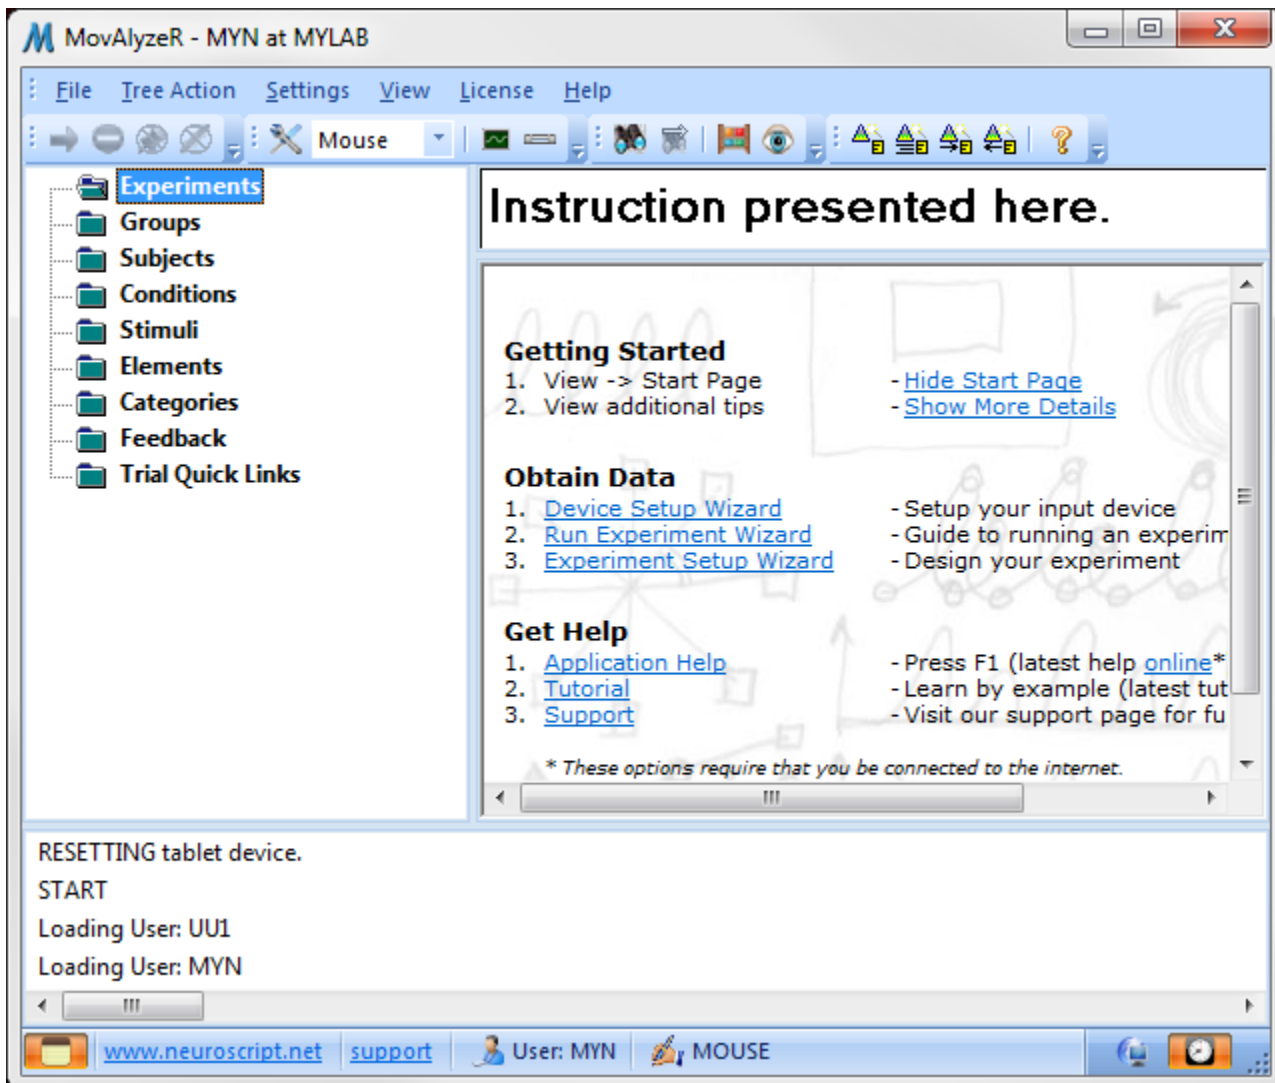 MovAlyzeR - MYN at MYLAB
File Tree Action Settings View License Help
Mouse
Experiments
Groups
Subjects
Conditions
Stimuli
Elements
Categories
Feedback
Trial Quick Links
Instruction presented here.
Getting Started
1. View -> Start Page - Hide Start Page
2. View additional tips - Show More Details
Obtain Data
1. Device Setup Wizard - Setup your input device
2. Run Experiment Wizard - Guide to running an experim
3. Experiment Setup Wizard - Design your experiment
Get Help
1. Application Help - Press F1 (latest help online*
2. Tutorial - Learn by example (latest tut
3. Support - Visit our support page for fu
* These options require that you be connected to the internet.
RESETTING tablet device.
START
Loading User: UU1
Loading User: MYN
www.neuroscript.net support User: MYN MOUSE